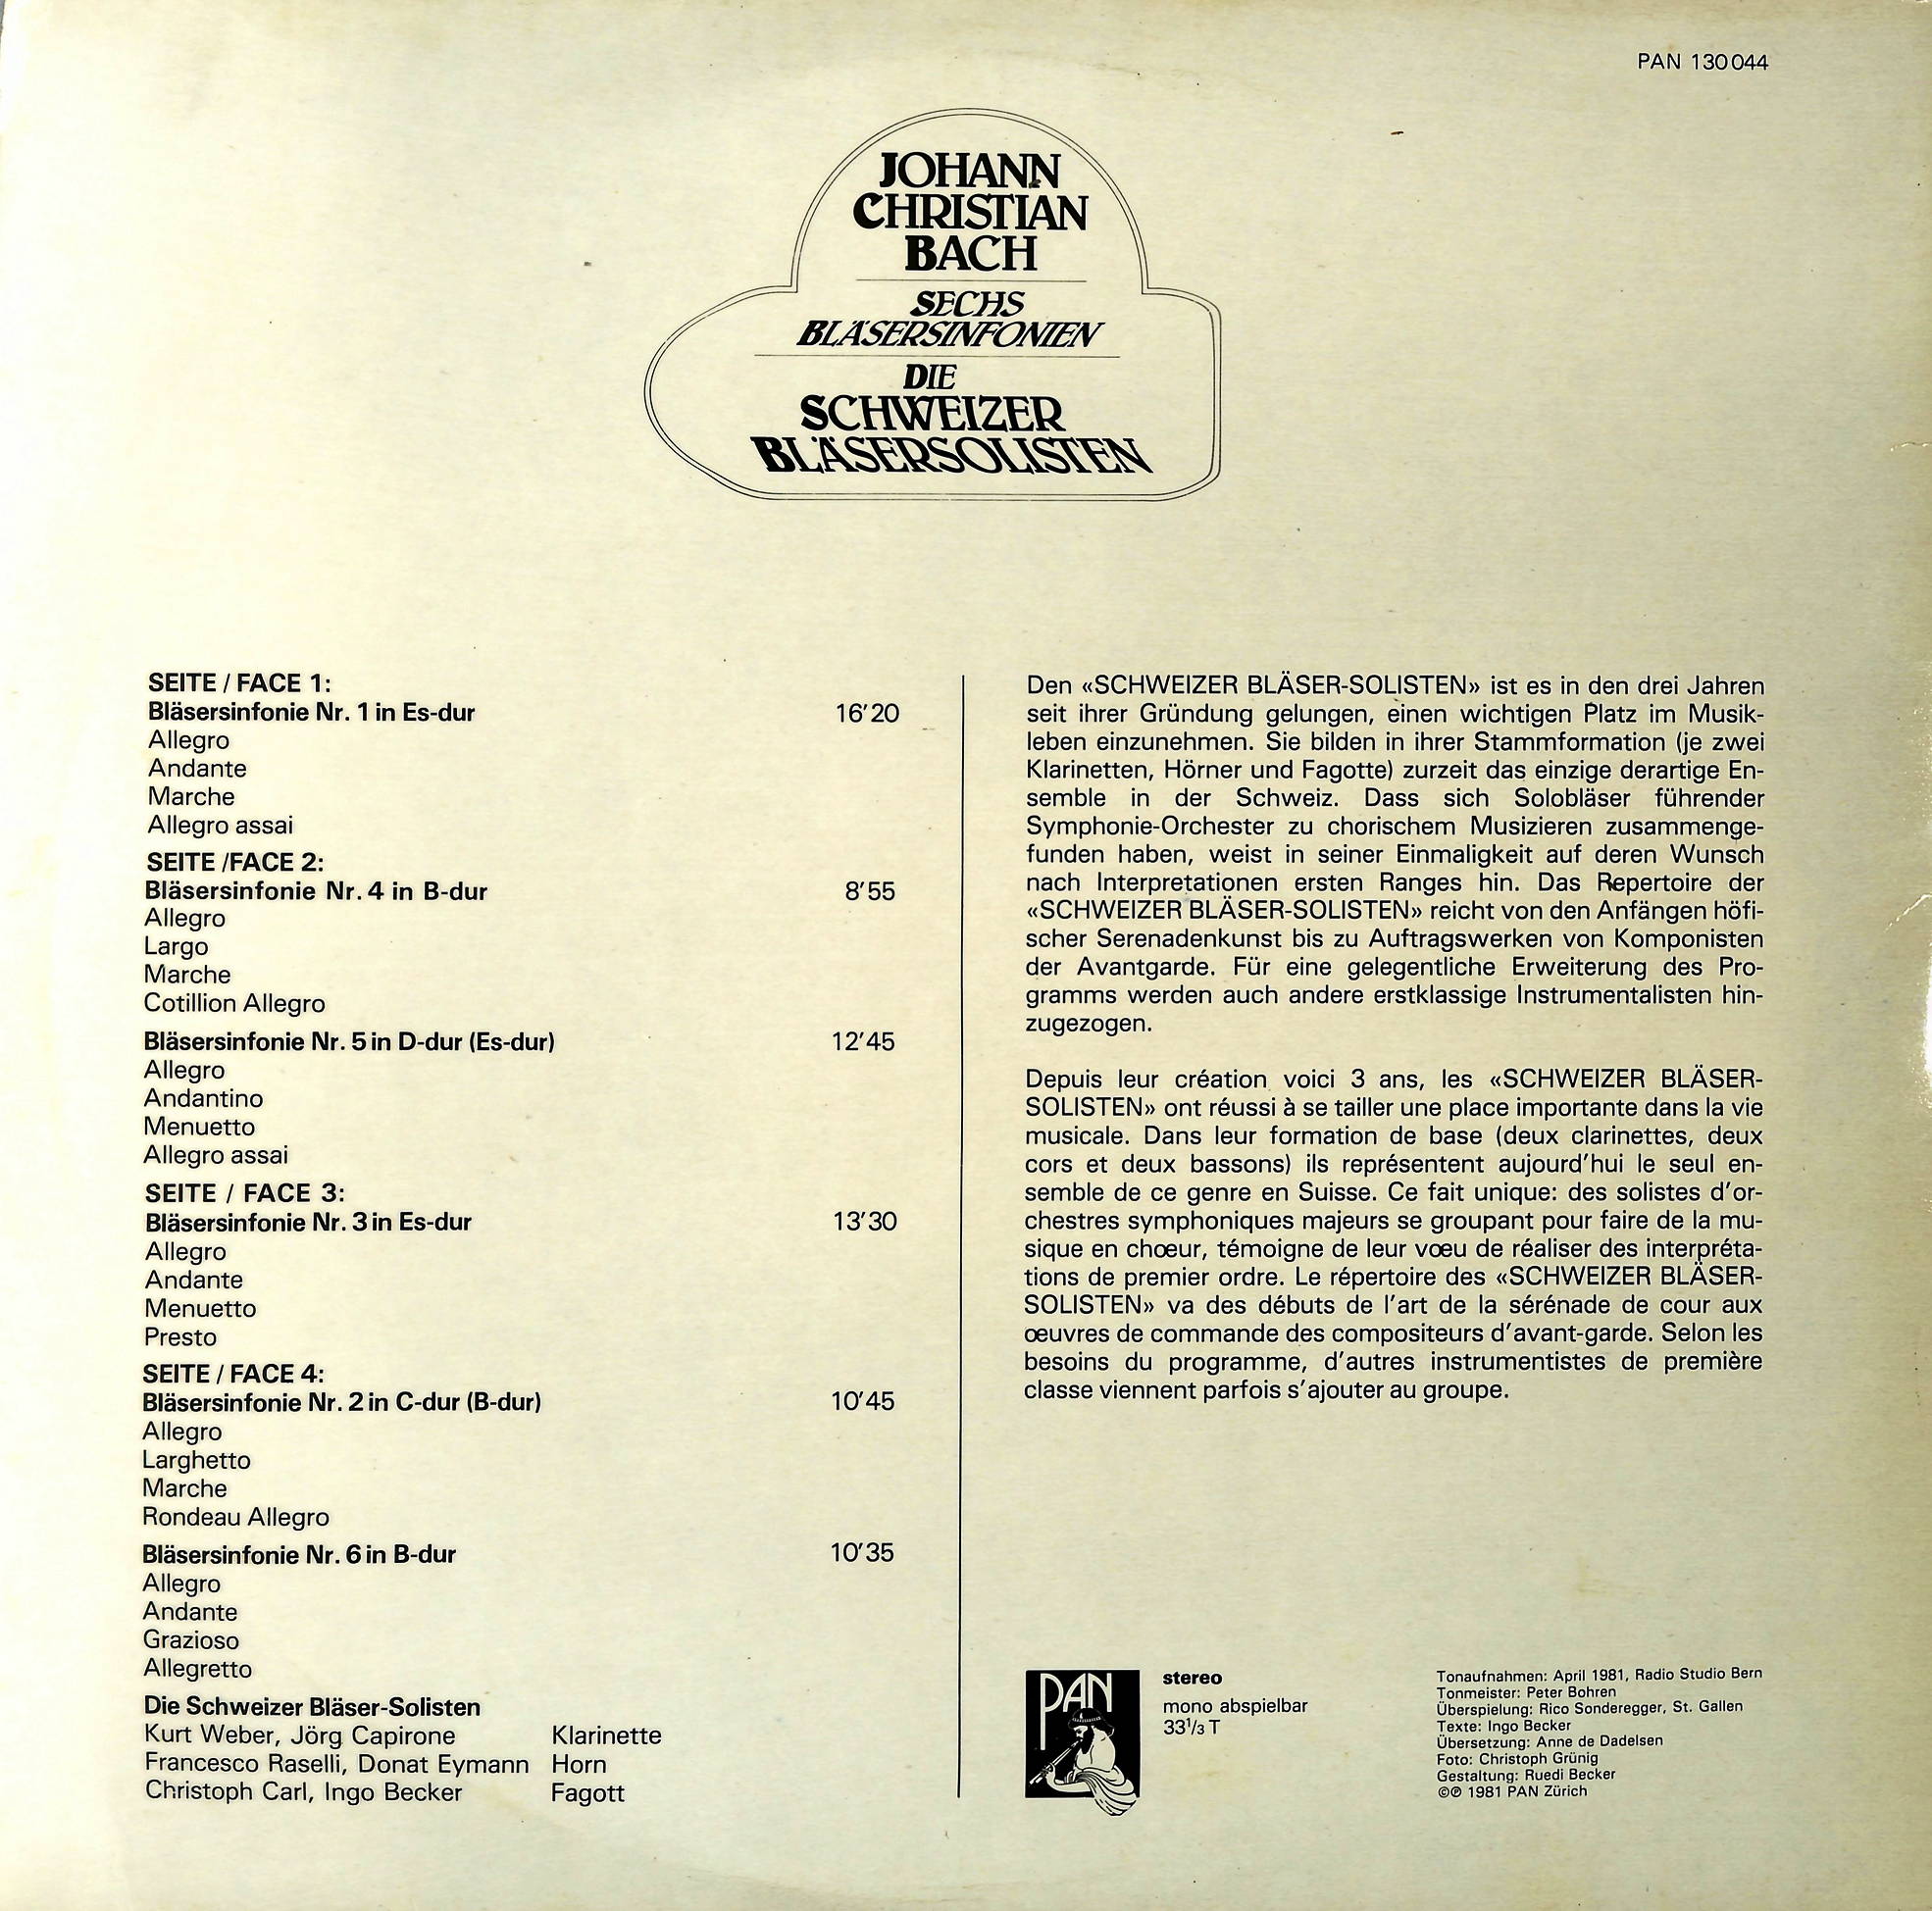 PAN 130 044
JOHANN
CHRISTIAN
BACH
SECHS
BLÄSERSINFONIEN
DIE
SCHWEIZER
BLÄSERSOLISTEN
SEITE / FACE 1:
Bläsersinfonie Nr. 1 in Es-dur 16'20
Allegro
Andante
Marche
Allegro assai
SEITE /FACE 2:
Bläsersinfonie Nr. 4 in B-dur 8'55
Allegro
Largo
Marche
Cotillion Allegro
Bläsersinfonie Nr. 5 in D-dur (Es-dur) 12'45
Allegro
Andantino
Menuetto
Allegro assai
SEITE / FACE 3:
Bläsersinfonie Nr. 3 in Es-dur 13'30
Allegro
Andante
Menuetto
Presto
SEITE / FACE 4:
Bläsersinfonie Nr. 2 in C-dur (B-dur) 10'45
Allegro
Larghetto
Marche
Rondeau Allegro
Bläsersinfonie Nr. 6 in B-dur 10'35
Allegro
Andante
Grazioso
Allegretto
Die Schweizer Bläser-Solisten
Kurt Weber, Jörg Capirone Klarinette
Francesco Raselli, Donat Eymann Horn
Christoph Carl, Ingo Becker Fagott
Den «SCHWEIZER BLÄSER-SOLISTEN» ist es in den drei Jahren
seit ihrer Gründung gelungen, einen wichtigen Platz im Musik-
leben einzunehmen. Sie bilden in ihrer Stammformation (je zwei
Klarinetten, Hörner und Fagotte) zurzeit das einzige derartige En-
semble in der Schweiz. Dass sich Solobläser führender
Symphonie-Orchester zu chorischem Musizieren zusammenge-
funden haben, weist in seiner Einmaligkeit auf deren Wunsch
nach Interpretationen ersten Ranges hin. Das Repertoire der
«SCHWEIZER BLÄSER-SOLISTEN» reicht von den Anfängen höfi-
scher Serenadenkunst bis zu Auftragswerken von Komponisten
der Avantgarde. Für eine gelegentliche Erweiterung des Pro-
gramms werden auch andere erstklassige Instrumentalisten hin-
zugezogen.
Depuis leur création voici 3 ans, les «SCHWEIZER BLÄSER-
SOLISTEN» ont réussi à se tailler une place importante dans la vie
musicale. Dans leur formation de base (deux clarinettes, deux
cors et deux bassons) ils représentent aujourd'hui le seul en-
semble de ce genre en Suisse. Ce fait unique: des solistes d'or-
chestres symphoniques majeurs se groupant pour faire de la mu-
sique en chœur, témoigne de leur vœu de réaliser des interpréta-
tions de premier ordre. Le répertoire des «SCHWEIZER BLÄSER-
SOLISTEN» va des débuts de l'art de la sérénade de cour aux
œuvres de commande des compositeurs d'avant-garde. Selon les
besoins du programme, d'autres instrumentistes de première
classe viennent parfois s'ajouter au groupe.
PAN
stereo
mono abspielbar
33 1/3 T
Tonaufnahmen: April 1981, Radio Studio Bern
Tonmeister: Peter Bohren
Überspielung: Rico Sonderegger, St. Gallen
Texte: Ingo Becker
Übersetzung: Anne de Dadelsen
Foto: Christoph Grünig
Gestaltung: Ruedi Becker
©℗ 1981 PAN Zürich